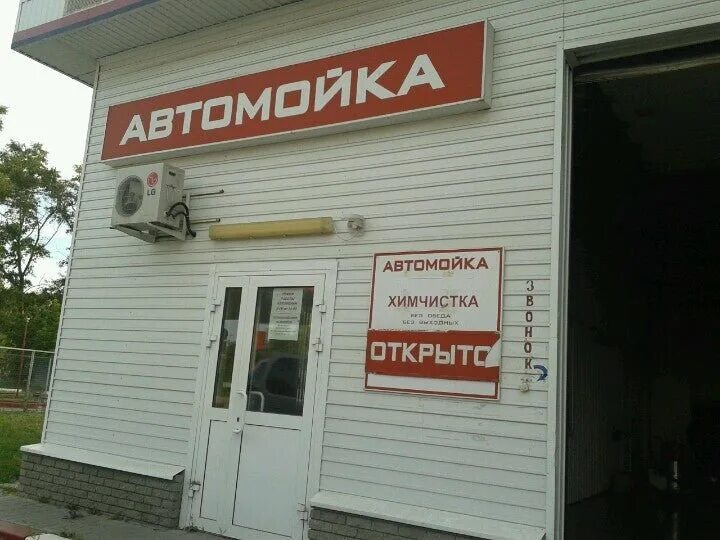 АВТОМОЙКА
LG
АВТОМОЙКА
ХИМЧИСТКА
БЕЗ ОБЕДА
БЕЗ ВЫХОДНЫХ
ОТКРЫТО
ЗВОНОК